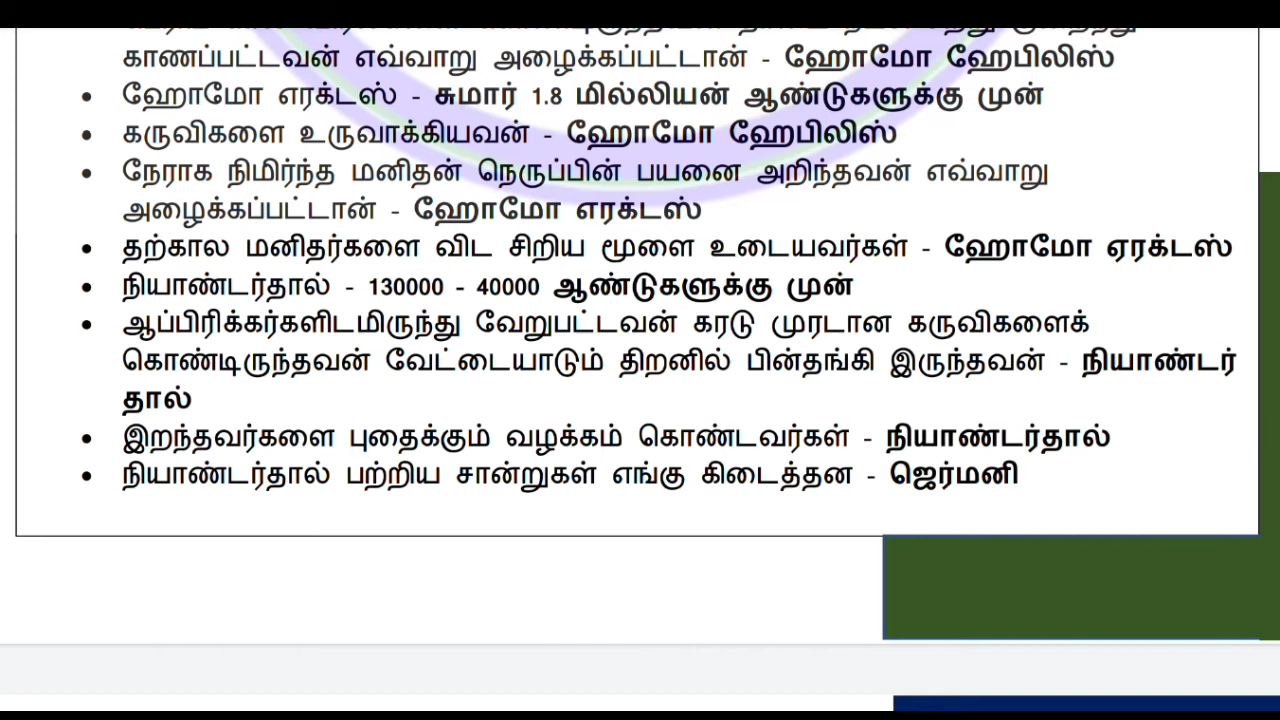 காணப்பட்டவன் எவ்வாறு அழைக்கப்பட்டான் - ஹோமோ ஹேபிலிஸ்
• ஹோமோ எரக்டஸ் - சுமார் 1.8 மில்லியன் ஆண்டுகளுக்கு முன்
• கருவிகளை உருவாக்கியவன் - ஹோமோ ஹேபிலிஸ்
• நேராக நிமிர்ந்த மனிதன் நெருப்பின் பயனை அறிந்தவன் எவ்வாறு
அழைக்கப்பட்டான் - ஹோமோ எரக்டஸ்
• தற்கால மனிதர்களை விட சிறிய மூளை உடையவர்கள் - ஹோமோ ஏரக்டஸ்
• நியாண்டர்தால் - 130000 - 40000 ஆண்டுகளுக்கு முன்
• ஆப்பிரிக்கர்களிடமிருந்து வேறுபட்டவன் கரடு முரடான கருவிகளைக்
கொண்டிருந்தவன் வேட்டையாடும் திறனில் பின்தங்கி இருந்தவன் - நியாண்டர்
தால்
• இறந்தவர்களை புதைக்கும் வழக்கம் கொண்டவர்கள் - நியாண்டர்தால்
• நியாண்டர்தால் பற்றிய சான்றுகள் எங்கு கிடைத்தன - ஜெர்மனி